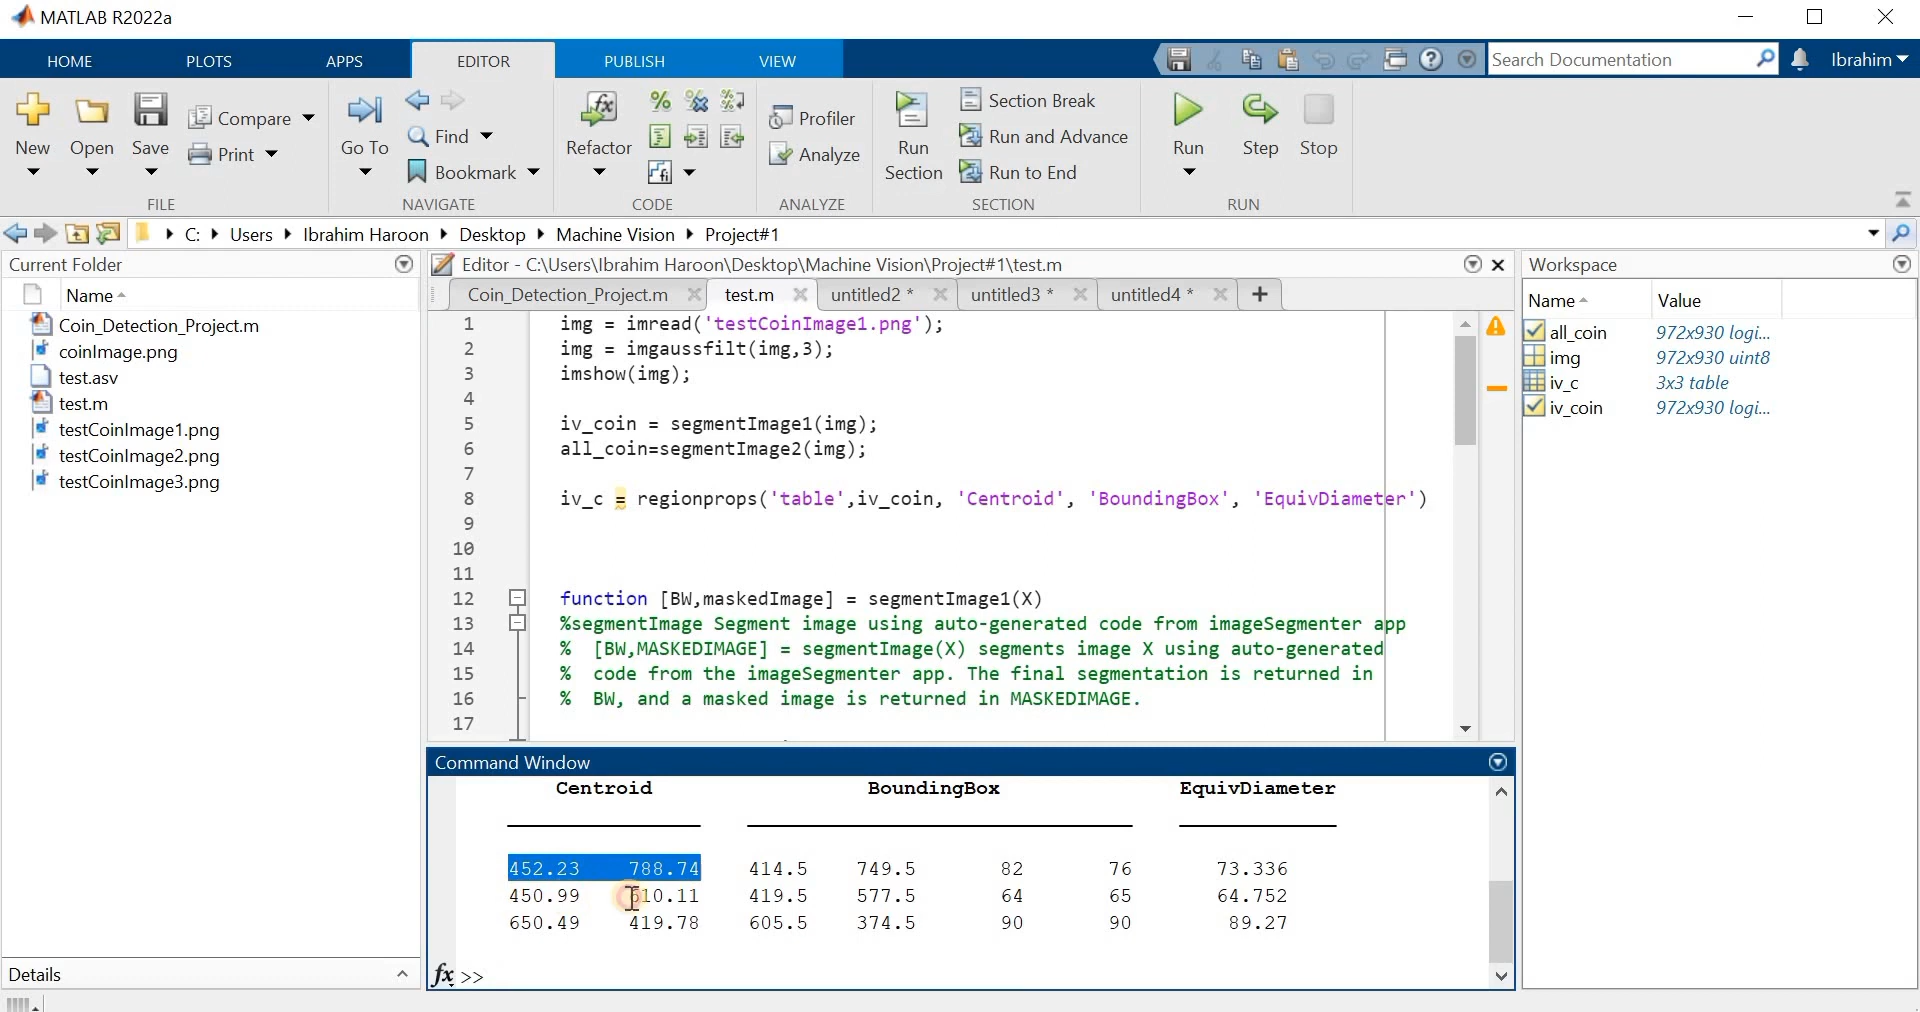 MATLAB R2022a
HOME PLOTS APPS EDITOR PUBLISH VIEW Search Documentation Ibrahim
New Open Save Compare Print
Go To Find Bookmark
Refactor
Profiler Analyze
Run Section Section Break Run and Advance Run to End
Run Step Stop
FILE NAVIGATE CODE ANALYZE SECTION RUN
C: Users Ibrahim Haroon Desktop Machine Vision Project#1
Current Folder
Name
Coin_Detection_Project.m
coinImage.png
test.asv
test.m
testCoinImage1.png
testCoinImage2.png
testCoinImage3.png
Details
Editor - C:\Users\Ibrahim Haroon\Desktop\Machine Vision\Project#1\test.m
Coin_Detection_Project.m test.m untitled2 * untitled3 * untitled4 * +
1 img = imread('testCoinImage1.png');
2 img = imgaussfilt(img,3);
3 imshow(img);
4
5 iv_coin = segmentImage1(img);
6 all_coin=segmentImage2(img);
7
8 iv_c = regionprops('table',iv_coin, 'Centroid', 'BoundingBox', 'EquivDiameter')
9
10
11
12 function [BW,maskedImage] = segmentImage1(X)
13 %segmentImage Segment image using auto-generated code from imageSegmenter app
14 % [BW,MASKEDIMAGE] = segmentImage(X) segments image X using auto-generated
15 % code from the imageSegmenter app. The final segmentation is returned in
16 % BW, and a masked image is returned in MASKEDIMAGE.
17
Command Window
Centroid BoundingBox EquivDiameter
452.23 788.74 414.5 749.5 82 76 73.336
450.99 610.11 419.5 577.5 64 65 64.752
650.49 419.78 605.5 374.5 90 90 89.27
fx >>
Workspace
Name Value
all_coin 972x930 logi...
img 972x930 uint8
iv_c 3x3 table
iv_coin 972x930 logi...